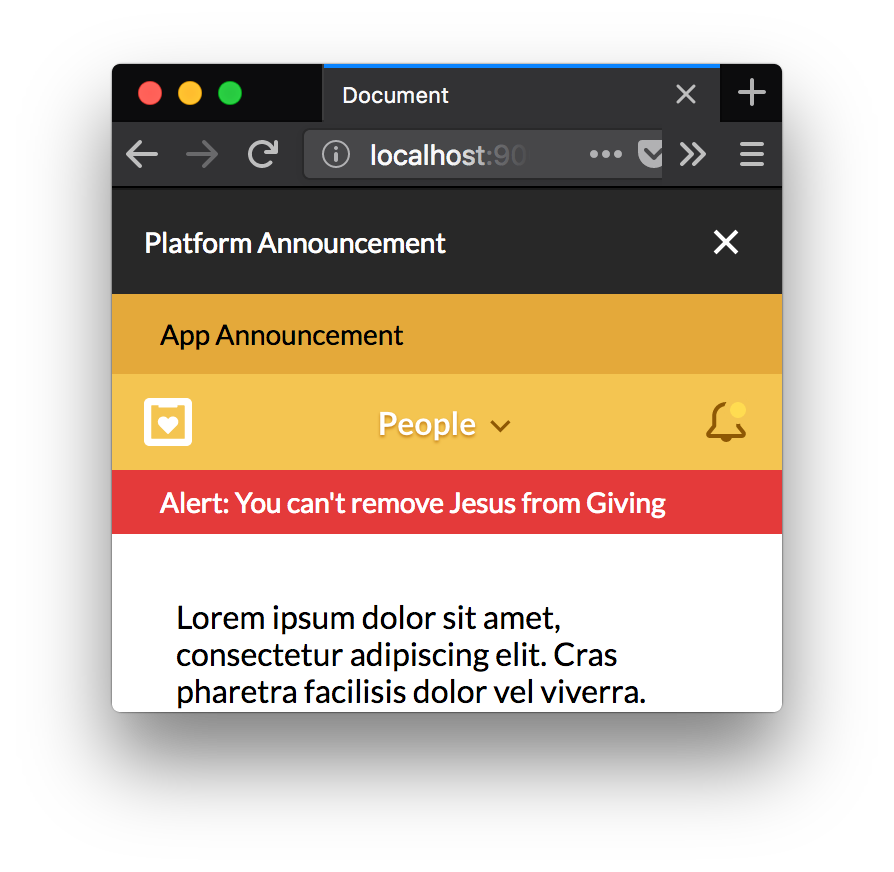 Document
localhost:90
Platform Announcement
App Announcement
People
Alert: You can't remove Jesus from Giving
Lorem ipsum dolor sit amet,
consectetur adipiscing elit. Cras
pharetra facilisis dolor vel viverra.